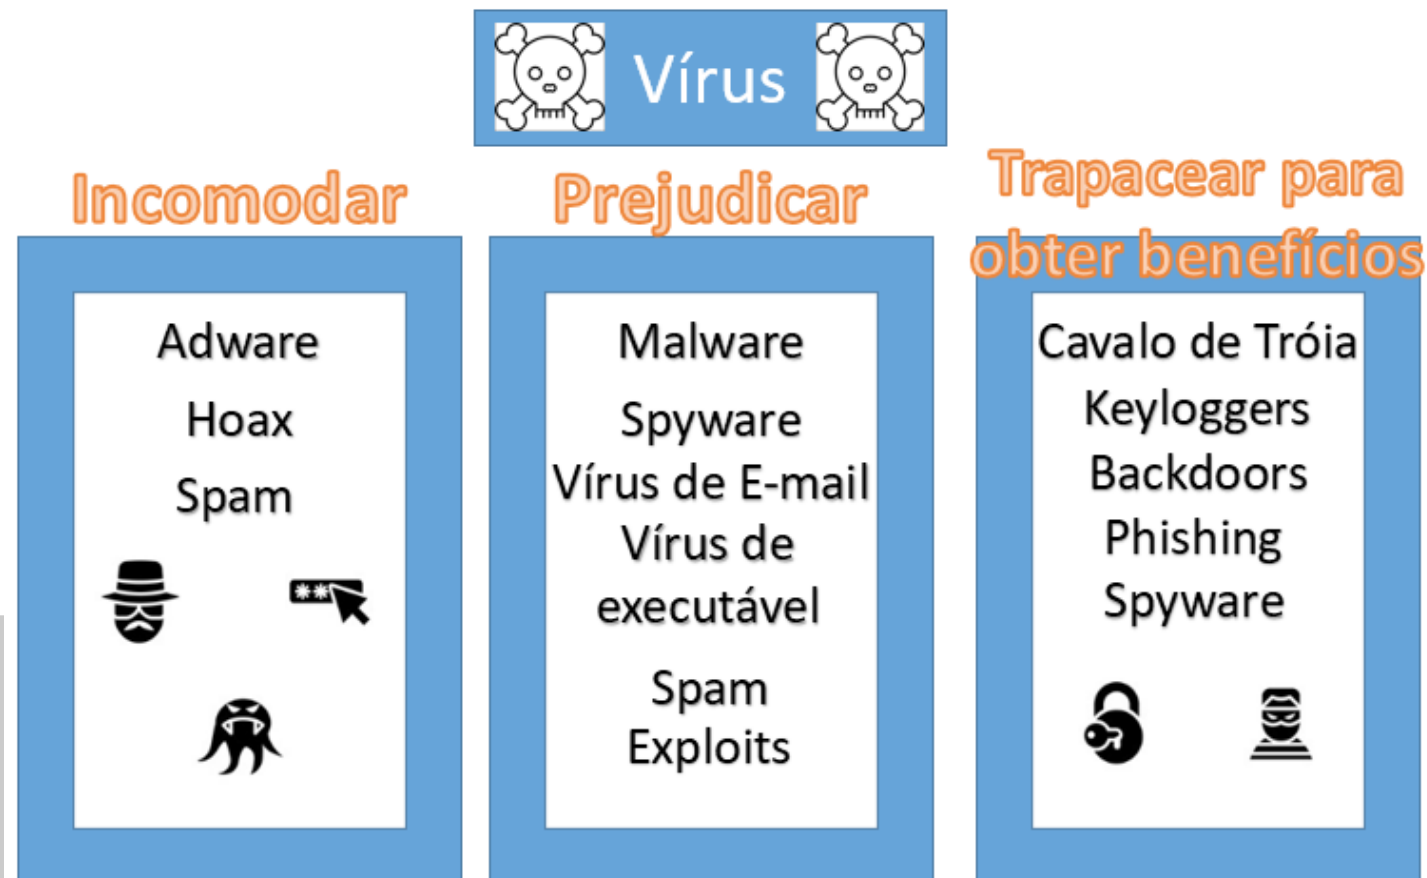 Vírus
Incomodar
Adware
Hoax
Spam
Prejudicar
Malware
Spyware
Vírus de E-mail
Vírus de
executável
Spam
Exploits
Trapacear para
obter benefícios
Cavalo de Tróia
Keyloggers
Backdoors
Phishing
Spyware